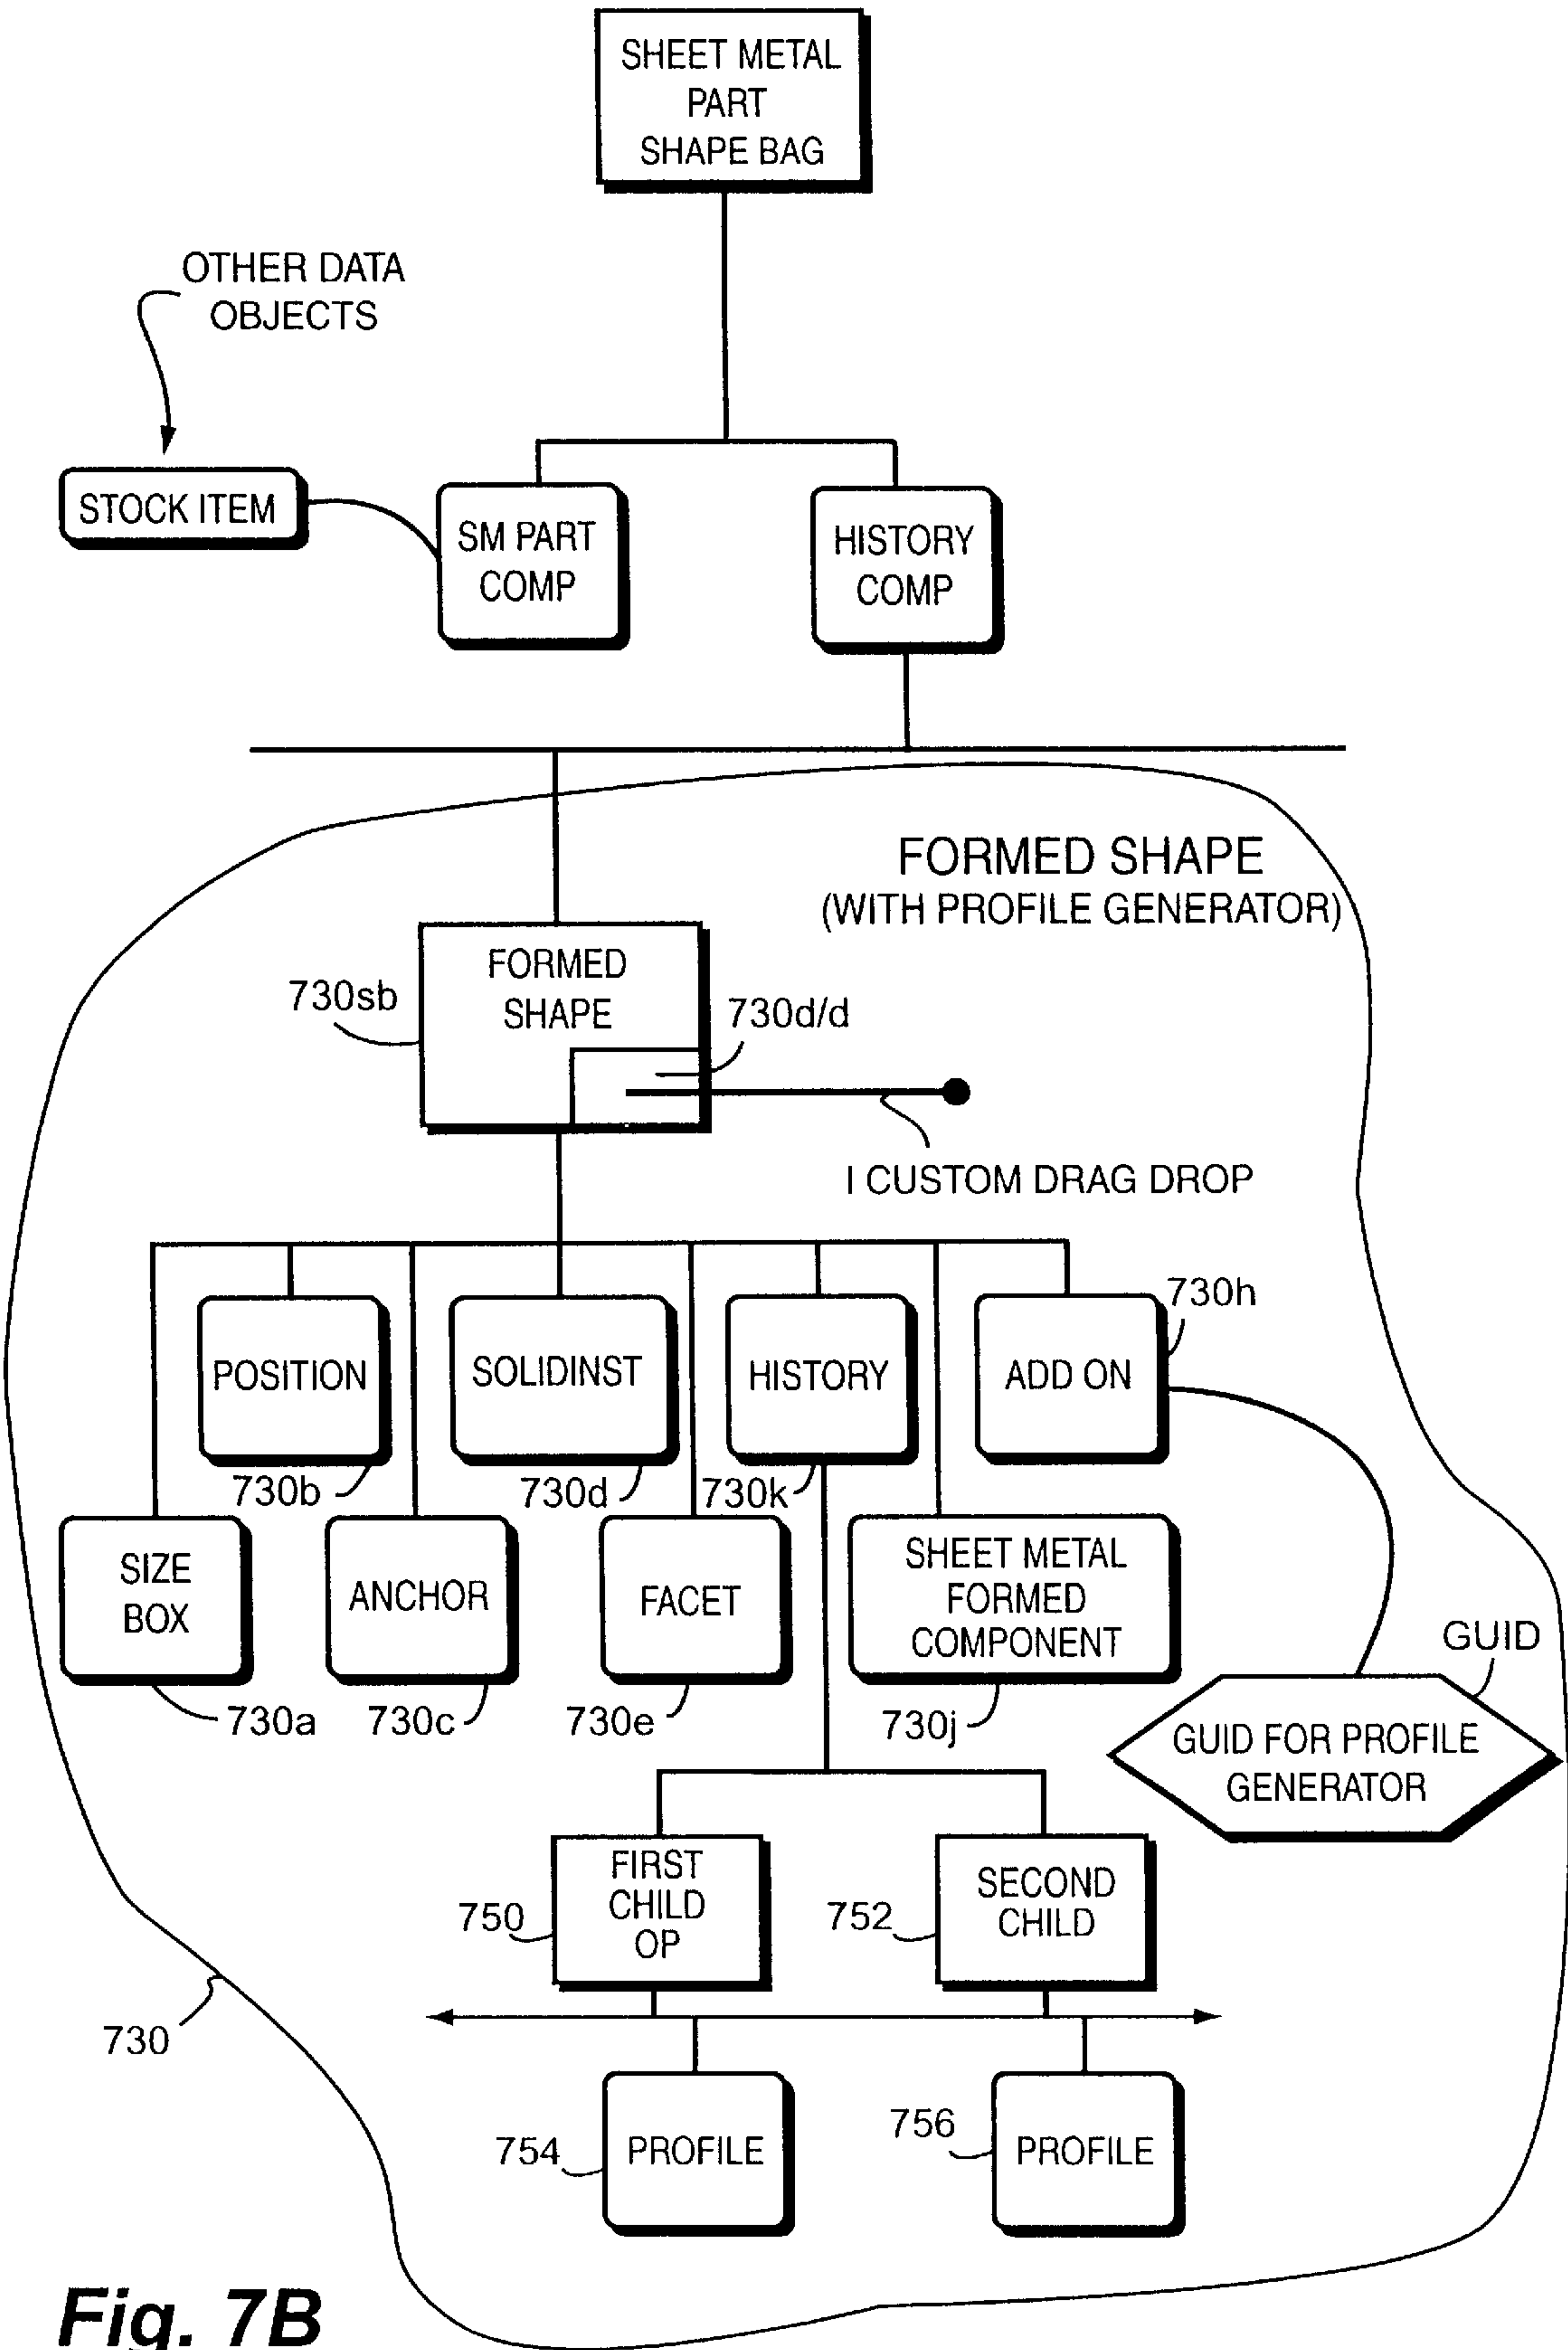 SHEET METAL
PART
SHAPE BAG
OTHER DATA
OBJECTS
STOCK ITEM
SM PART
COMP
HISTORY
COMP
FORMED SHAPE
(WITH PROFILE GENERATOR)
FORMED
SHAPE
730sb
730d/d
I CUSTOM DRAG DROP
730h
POSITION
SOLIDINST
HISTORY
ADD ON
730b
730d
730k
SIZE
BOX
ANCHOR
FACET
SHEET METAL
FORMED
COMPONENT
730a
730c
730e
730j
GUID
GUID FOR PROFILE
GENERATOR
FIRST
CHILD
OP
750
SECOND
CHILD
752
730
PROFILE
754
PROFILE
756
Fig. 7B